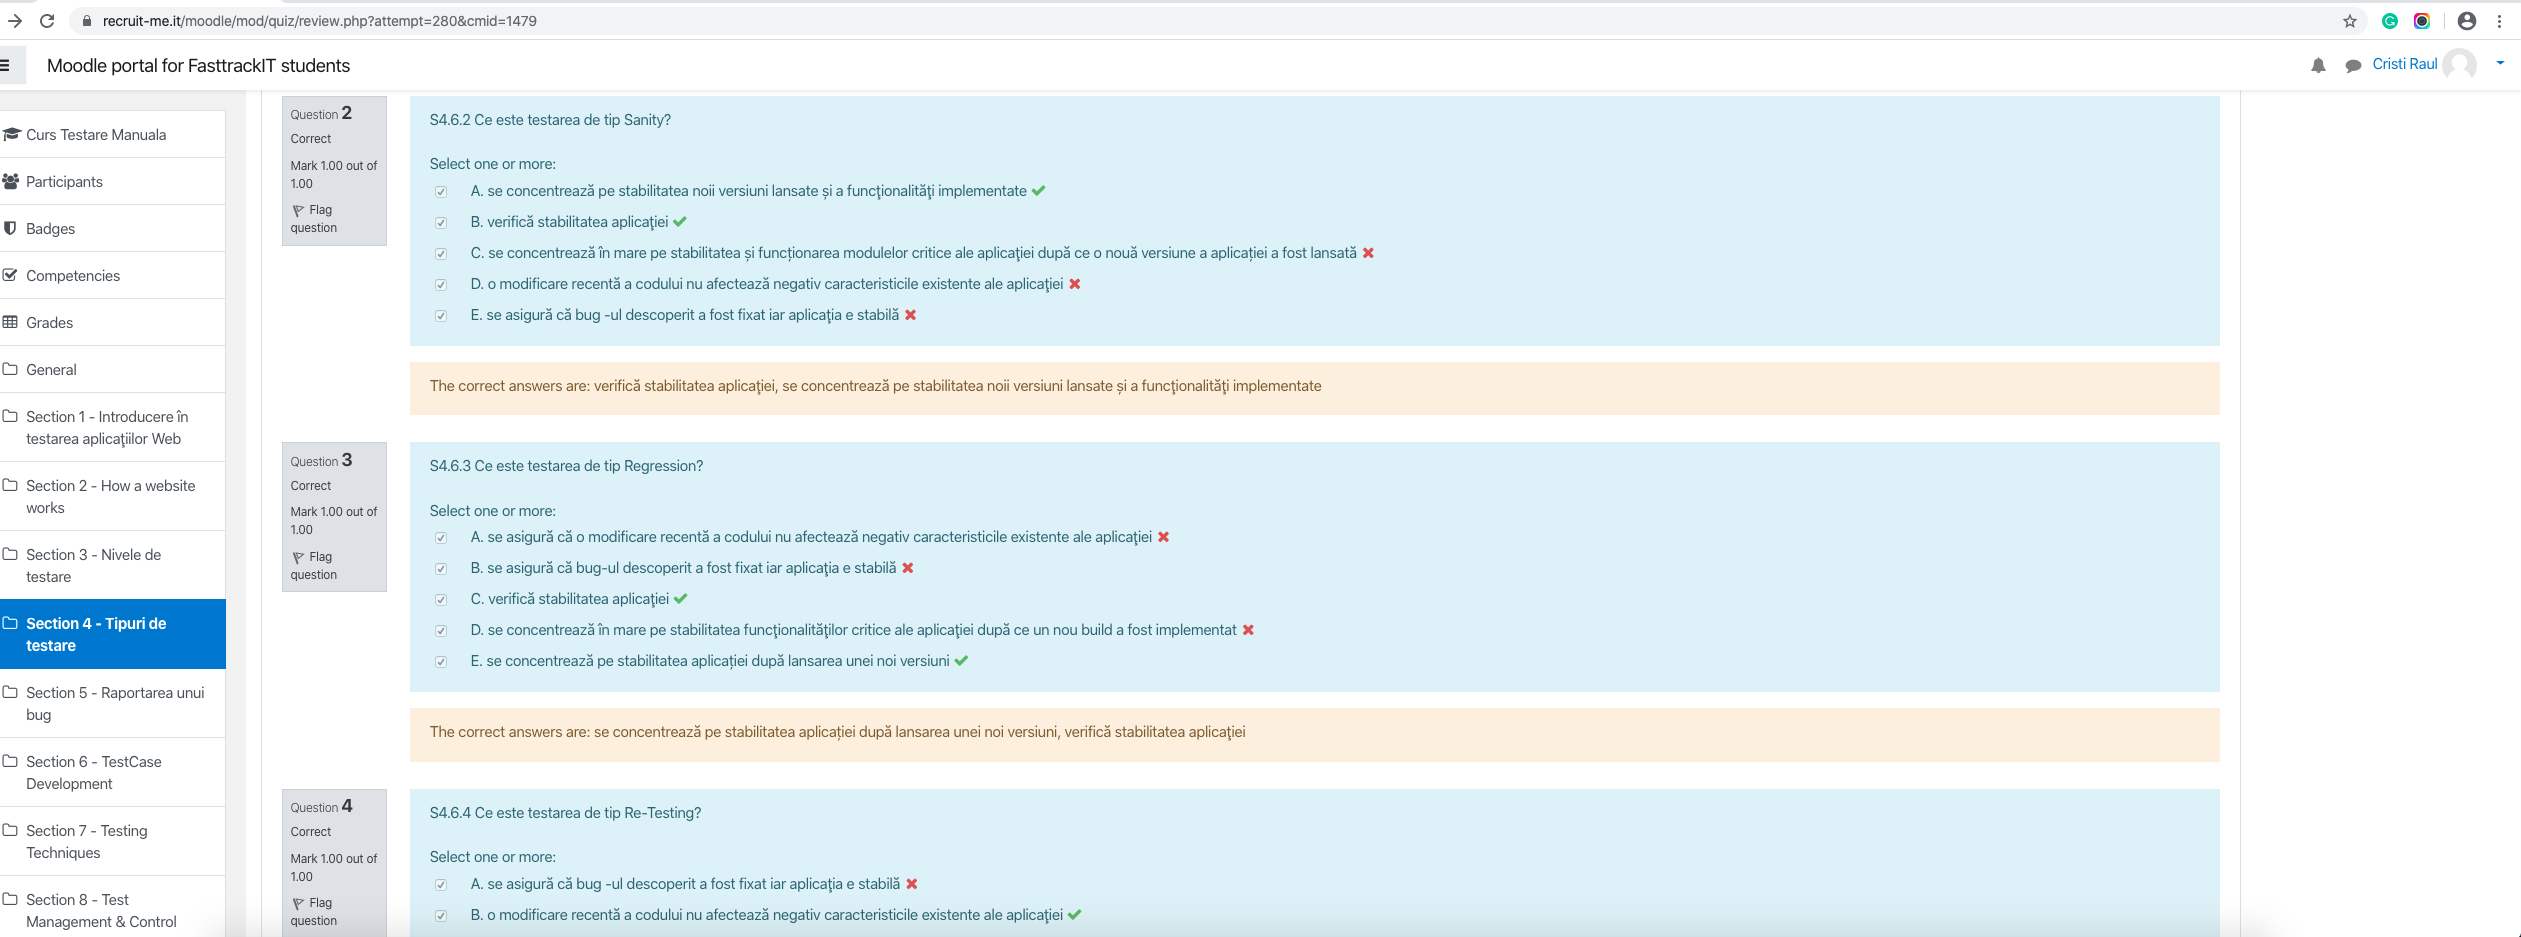 recruit-me.it/moodle/mod/quiz/review.php?attempt=280&cmid=1479
Moodle portal for FasttrackIT students
Cristi Raul
Curs Testare Manuala
Participants
Badges
Competencies
Grades
General
Section 1 - Introducere în
testarea aplicaţiilor Web
Section 2 - How a website
works
Section 3 - Nivele de
testare
Section 4 - Tipuri de
testare
Section 5 - Raportarea unui
bug
Section 6 - TestCase
Development
Section 7 - Testing
Techniques
Section 8 - Test
Management & Control
Question 2
Correct
Mark 1.00 out of
1.00
Flag
question
S4.6.2 Ce este testarea de tip Sanity?
Select one or more:
A. se concentrează pe stabilitatea noii versiuni lansate și a funcţionalităţi implementate
B. verifică stabilitatea aplicaţiei
C. se concentrează în mare pe stabilitatea și funcționarea modulelor critice ale aplicaţiei după ce o nouă versiune a aplicației a fost lansată
D. o modificare recentă a codului nu afectează negativ caracteristicile existente ale aplicaţiei
E. se asigură că bug -ul descoperit a fost fixat iar aplicaţia e stabilă
The correct answers are: verifică stabilitatea aplicaţiei, se concentrează pe stabilitatea noii versiuni lansate și a funcţionalităţi implementate
Question 3
Correct
Mark 1.00 out of
1.00
Flag
question
S4.6.3 Ce este testarea de tip Regression?
Select one or more:
A. se asigură că o modificare recentă a codului nu afectează negativ caracteristicile existente ale aplicaţiei
B. se asigură că bug-ul descoperit a fost fixat iar aplicaţia e stabilă
C. verifică stabilitatea aplicaţiei
D. se concentrează în mare pe stabilitatea funcţionalităţilor critice ale aplicaţiei după ce un nou build a fost implementat
E. se concentrează pe stabilitatea aplicației după lansarea unei noi versiuni
The correct answers are: se concentrează pe stabilitatea aplicației după lansarea unei noi versiuni, verifică stabilitatea aplicaţiei
Question 4
Correct
Mark 1.00 out of
1.00
Flag
question
S4.6.4 Ce este testarea de tip Re-Testing?
Select one or more:
A. se asigură că bug -ul descoperit a fost fixat iar aplicaţia e stabilă
B. o modificare recentă a codului nu afectează negativ caracteristicile existente ale aplicaţiei